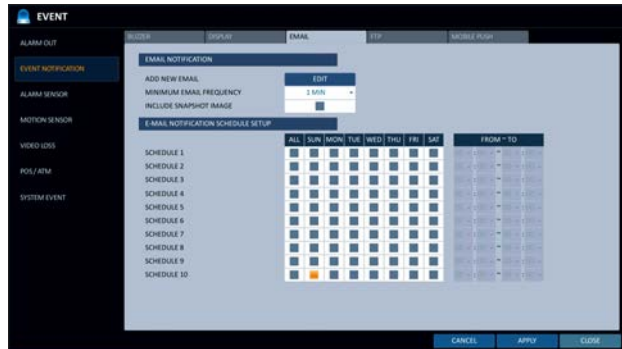 EVENT
BUZZER DISPLAY EMAIL FTP MOBILE PUSH
ALARM OUT
EVENT NOTIFICATION
ALARM SENSOR
MOTION SENSOR
VIDEO LOSS
POS / ATM
SYSTEM EVENT
EMAIL NOTIFICATION
ADD NEW EMAIL EDIT
MINIMUM EMAIL FREQUENCY 1 MIN
INCLUDE SNAPSHOT IMAGE
E-MAIL NOTIFICATION SCHEDULE SETUP
ALL SUN MON TUE WED THU FRI SAT FROM ~ TO
SCHEDULE 1
SCHEDULE 2
SCHEDULE 3
SCHEDULE 4
SCHEDULE 5
SCHEDULE 6
SCHEDULE 7
SCHEDULE 8
SCHEDULE 9
SCHEDULE 10
CANCEL APPLY CLOSE